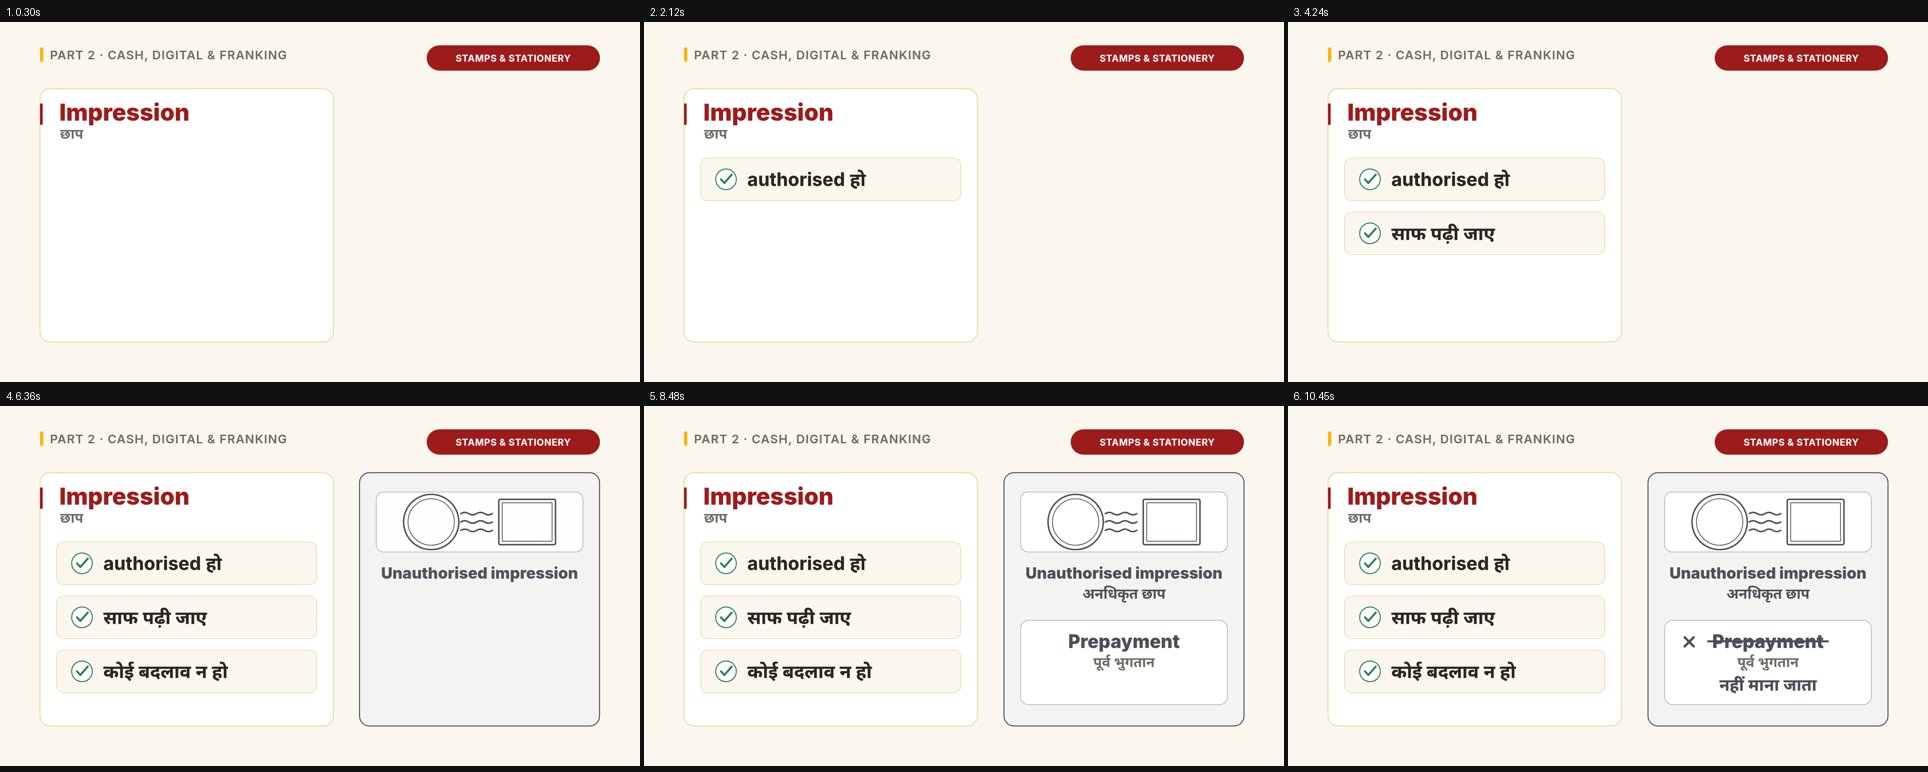 1. 0.30s
PART 2 · CASH, DIGITAL & FRANKING
STAMPS & STATIONERY
Impression
छाप
2. 2.12s
PART 2 · CASH, DIGITAL & FRANKING
STAMPS & STATIONERY
Impression
छाप
authorised हो
3. 4.24s
PART 2 · CASH, DIGITAL & FRANKING
STAMPS & STATIONERY
Impression
छाप
authorised हो
साफ पढ़ी जाए
4. 6.36s
PART 2 · CASH, DIGITAL & FRANKING
STAMPS & STATIONERY
Impression
छाप
authorised हो
साफ पढ़ी जाए
कोई बदलाव न हो
Unauthorised impression
5. 8.48s
PART 2 · CASH, DIGITAL & FRANKING
STAMPS & STATIONERY
Impression
छाप
authorised हो
साफ पढ़ी जाए
कोई बदलाव न हो
Unauthorised impression
अनधिकृत छाप
Prepayment
पूर्व भुगतान
6. 10.45s
PART 2 · CASH, DIGITAL & FRANKING
STAMPS & STATIONERY
Impression
छाप
authorised हो
साफ पढ़ी जाए
कोई बदलाव न हो
Unauthorised impression
अनधिकृत छाप
Prepayment
पूर्व भुगतान
नहीं माना जाता